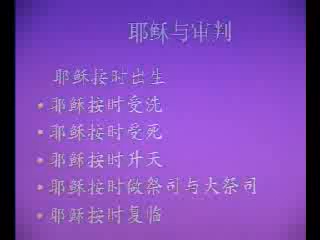 耶稣与审判
耶稣按时出生
• 耶稣按时受洗
• 耶稣按时受死
• 耶稣按时升天
• 耶稣按时做祭司与大祭司
• 耶稣按时复临